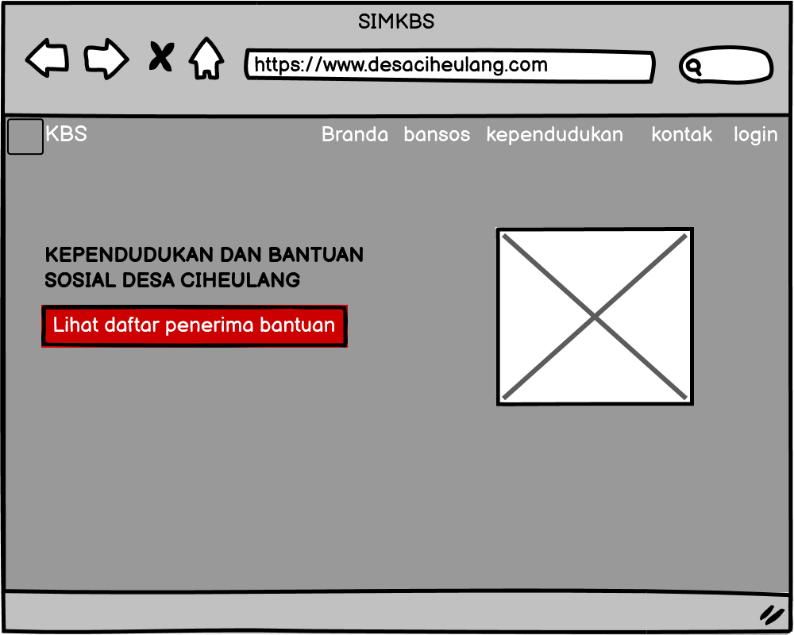 SIMKBS
https://www.desaciheulang.com
KBS Branda bansos kependudukan kontak login
KEPENDUDUKAN DAN BANTUAN
SOSIAL DESA CIHEULANG
Lihat daftar penerima bantuan